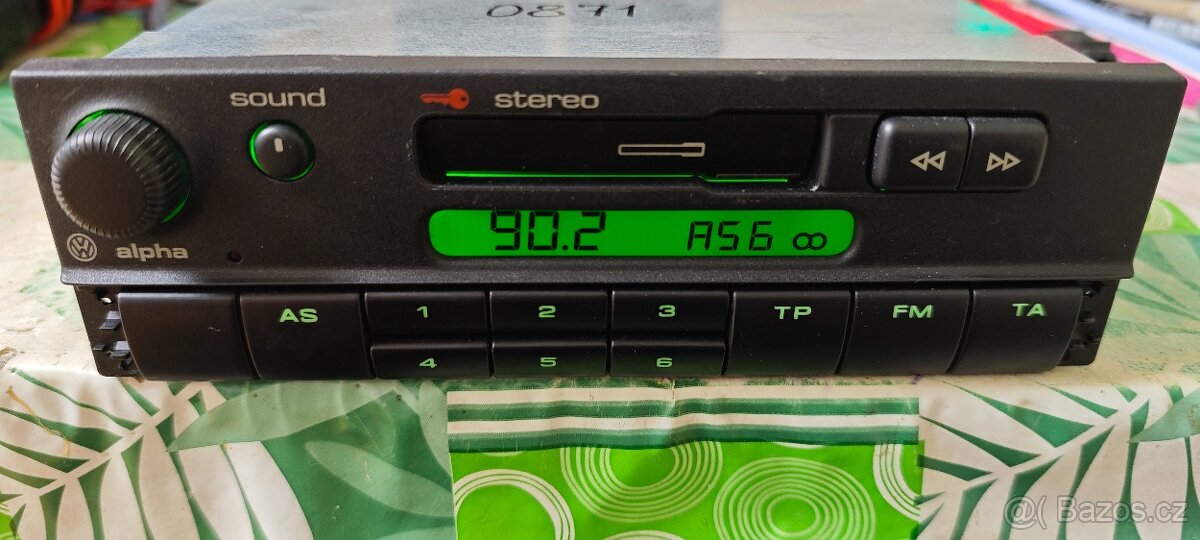 0871
sound
stereo
90.2 AS6
alpha
AS 1 2 3 TP FM TA
4 5 6
@( Bazos.cz